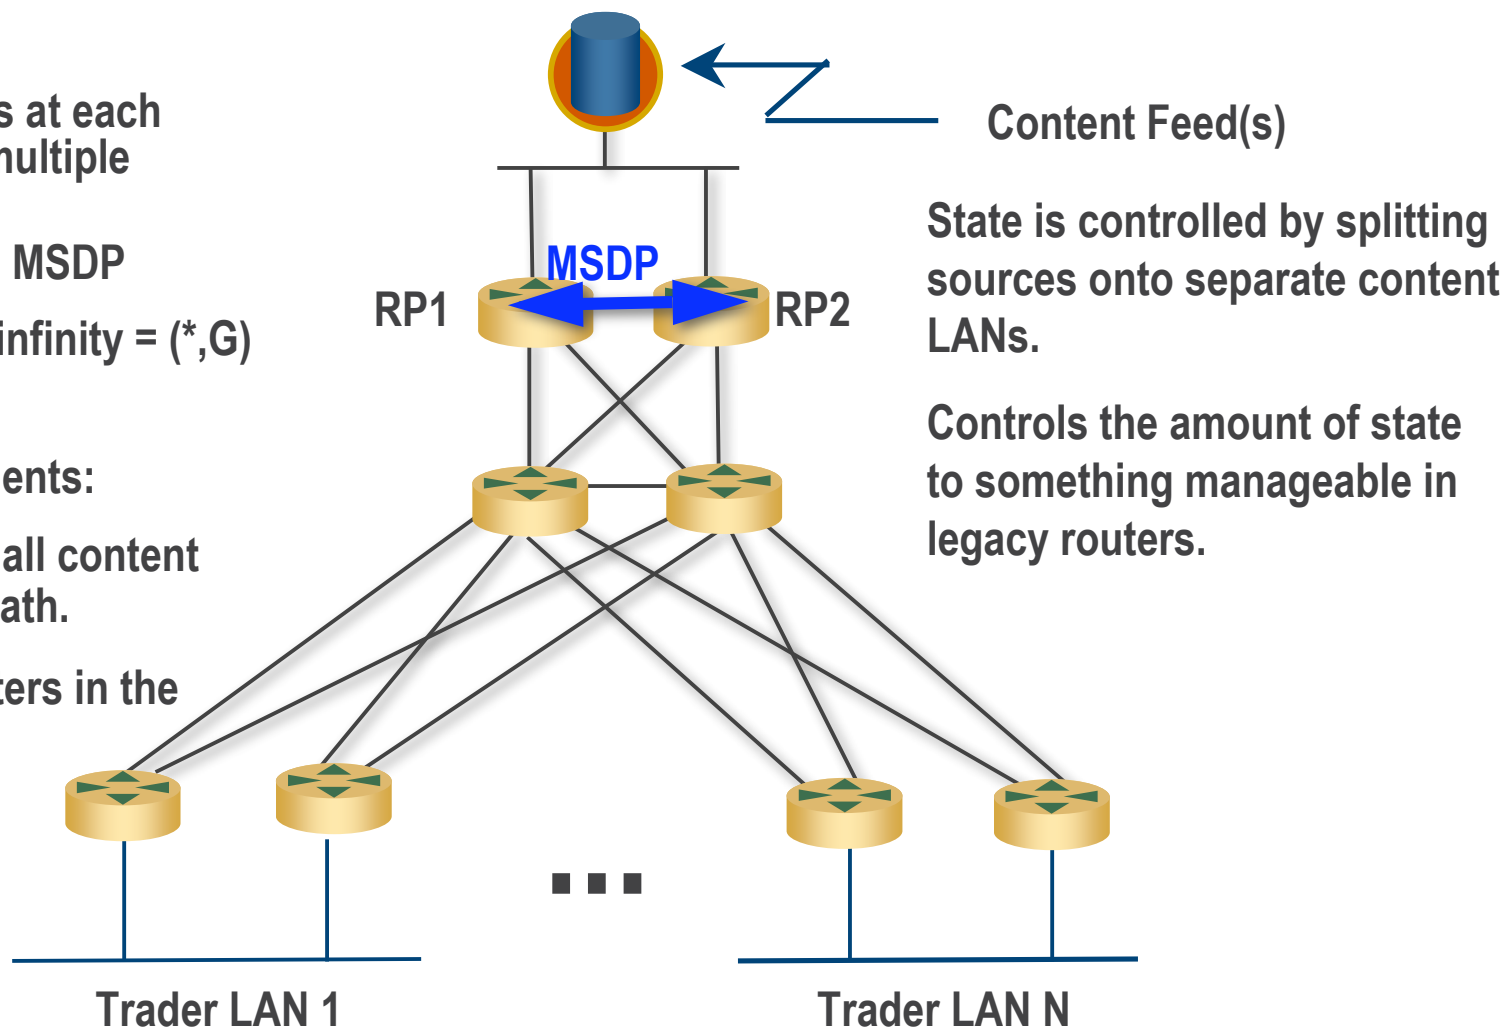 s at each
multiple
MSDP
infinity = (*,G)
ents:
all content
ath.
ters in the
MSDP
RP1
RP2
Content Feed(s)
State is controlled by splitting
sources onto separate content
LANs.
Controls the amount of state
to something manageable in
legacy routers.
...
Trader LAN 1
Trader LAN N